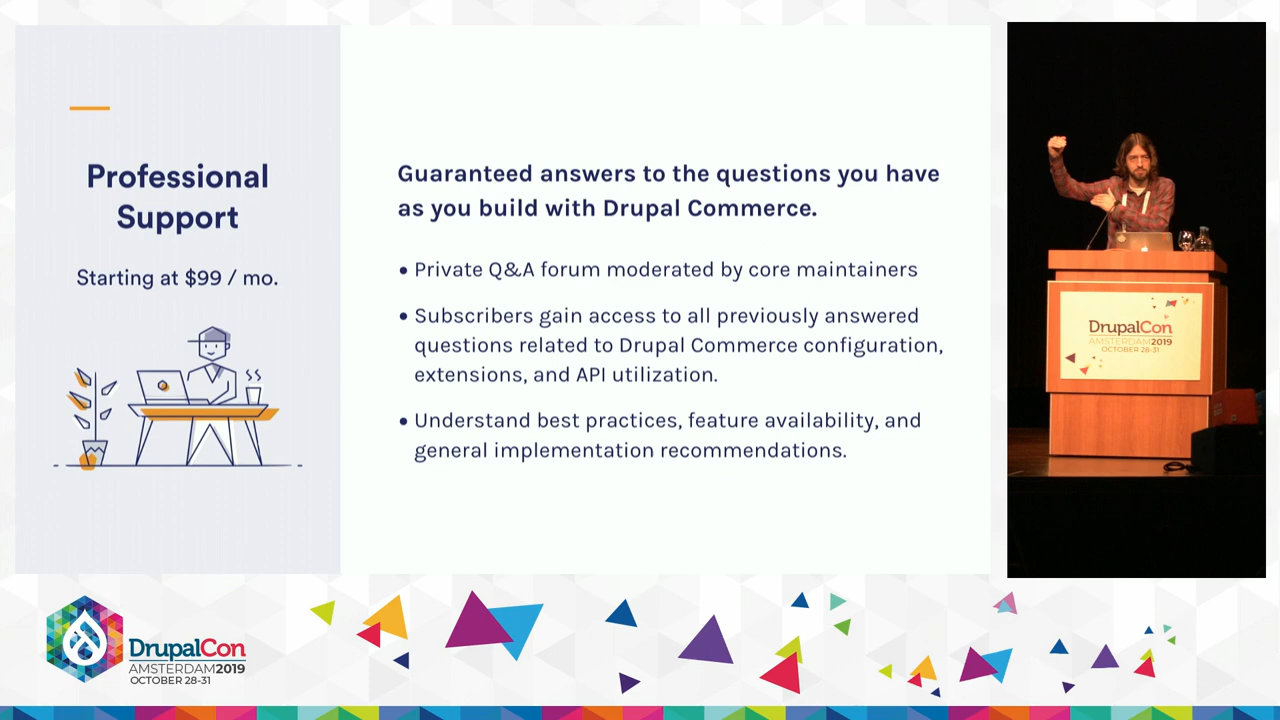 Professional
Support
Starting at $99 / mo.
Guaranteed answers to the questions you have
as you build with Drupal Commerce.
• Private Q&A forum moderated by core maintainers
• Subscribers gain access to all previously answered
questions related to Drupal Commerce configuration,
extensions, and API utilization.
• Understand best practices, feature availability, and
general implementation recommendations.
DrupalCon
AMSTERDAM2019
OCTOBER 28-31
DrupalCon
AMSTERDAM2019
OCTOBER 28-31